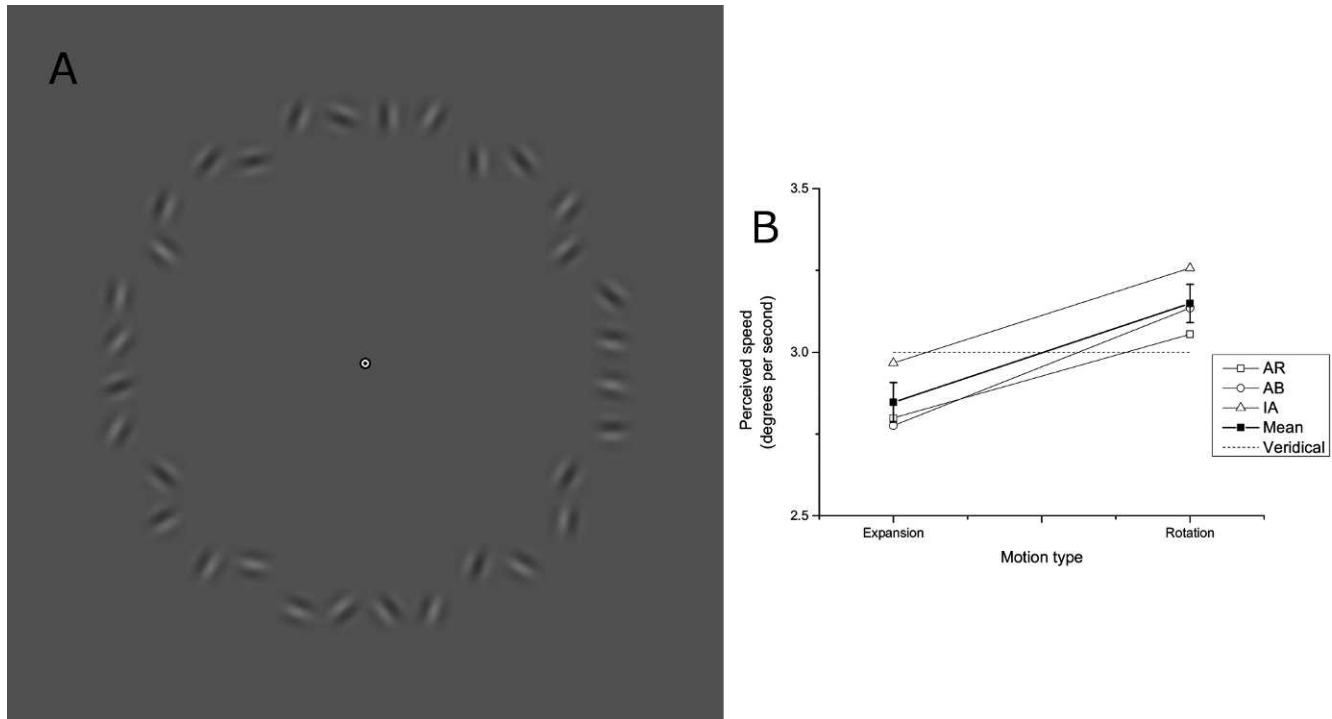 A
B
3.5
3.0
2.5
Perceived speed
(degrees per second)
Expansion
Rotation
Motion type
AR
AB
IA
Mean
Veridical